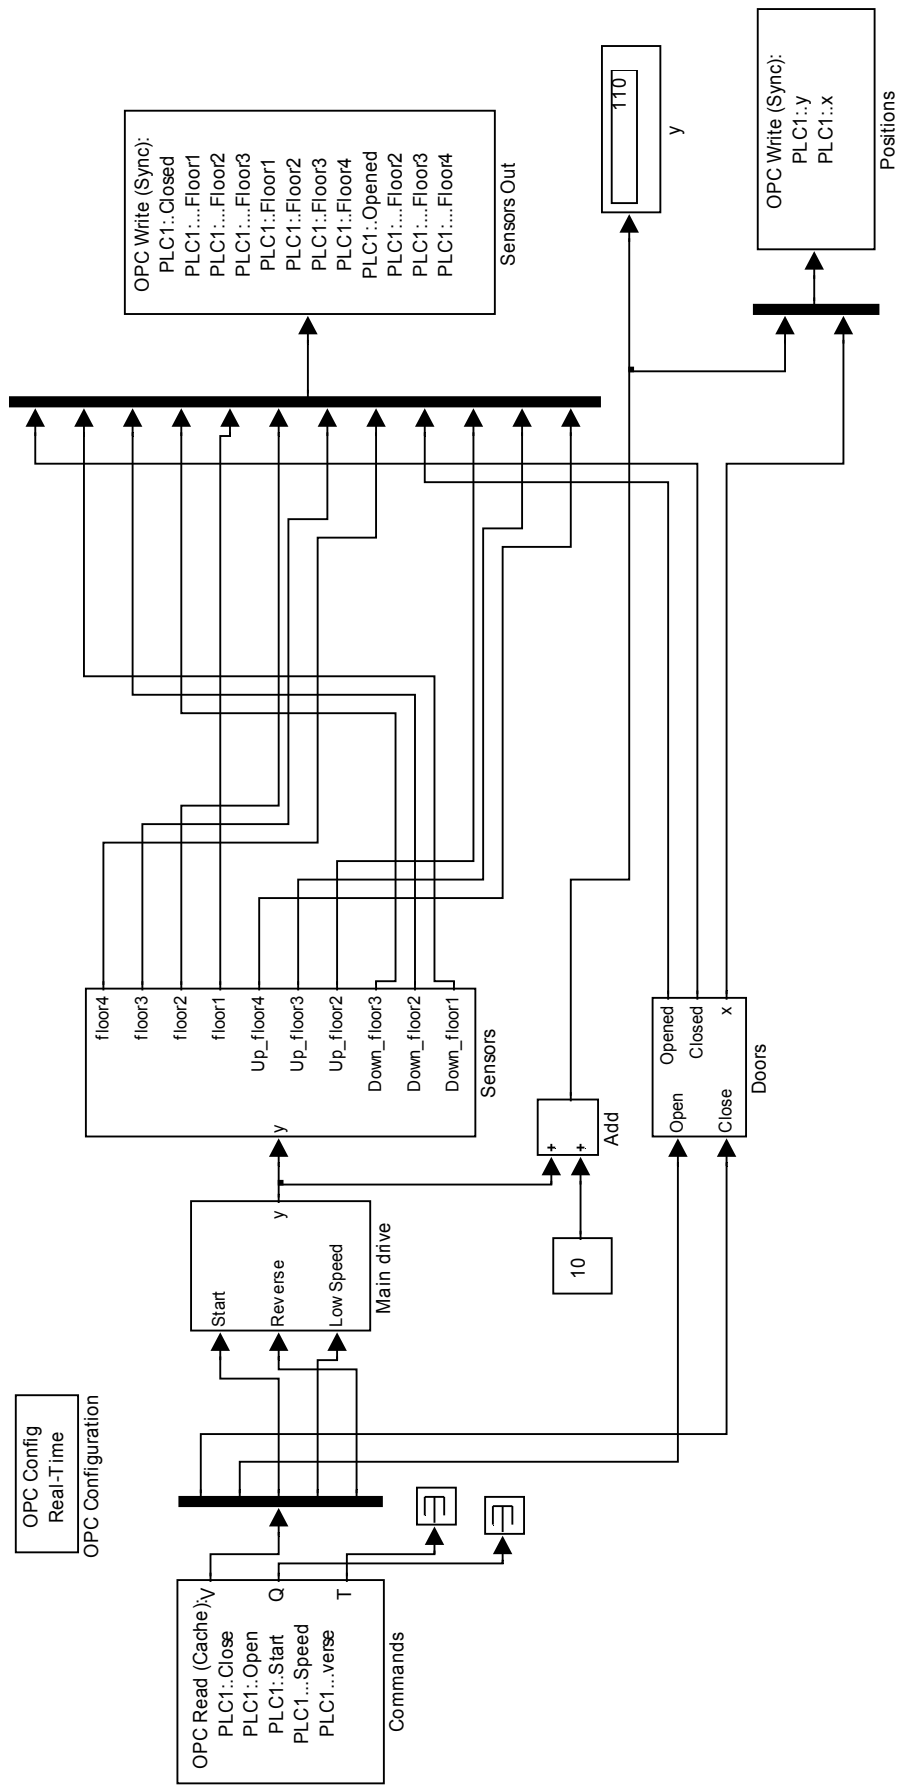 OPC Config
Real-Time
OPC Configuration
OPC Read (Cache):
PLC1:.Close
PLC1:.Open
PLC1:.Start
PLC1:...Speed
PLC1:...verse
V
Q
T
Commands
Start
Reverse
Low Speed
y
Main drive
10
+
+
Add
y
floor4
floor3
floor2
floor1
Up_floor4
Up_floor3
Up_floor2
Down_floor3
Down_floor2
Down_floor1
Sensors
Open
Close
Opened
Closed
x
Doors
OPC Write (Sync):
PLC1:.Closed
PLC1:...Floor1
PLC1:...Floor2
PLC1:...Floor3
PLC1:.Floor1
PLC1:.Floor2
PLC1:.Floor3
PLC1:.Floor4
PLC1:.Opened
PLC1:...Floor2
PLC1:...Floor3
PLC1:...Floor4
Sensors Out
110
y
OPC Write (Sync):
PLC1:.y
PLC1:.x
Positions